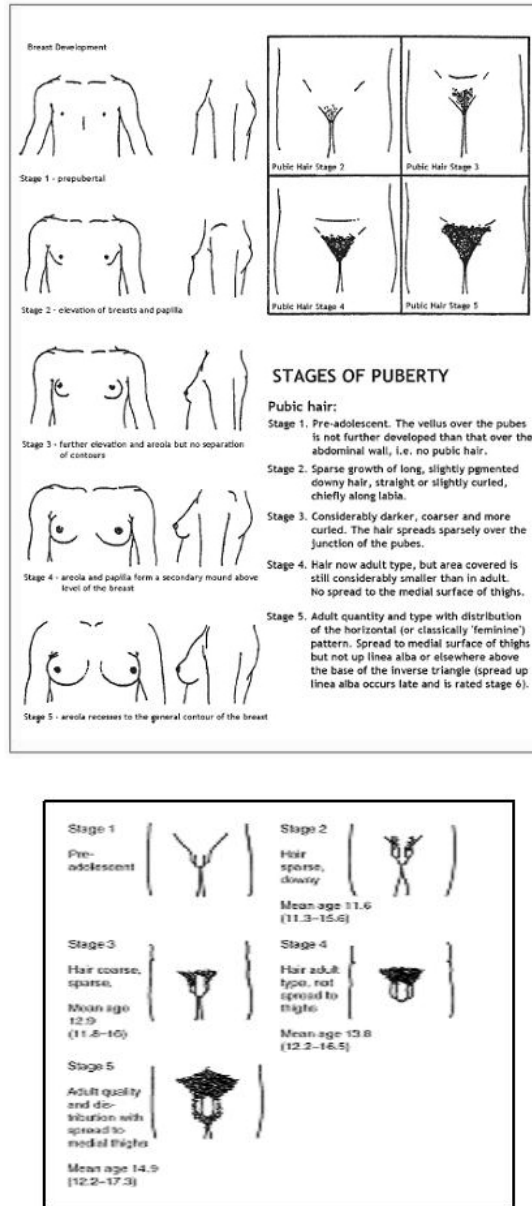 Breast Development
Stage 1 - prepubertal
Stage 2 - elevation of breasts and papilla
Stage 3 - further elevation and areola but no separation
of contours
Stage 4 - areola and papilla form a secondary mound above
level of the breast
Stage 5 - areola recesses to the general contour of the breast
Pubic Hair Stage 2
Pubic Hair Stage 3
Pubic Hair Stage 4
Pubic Hair Stage 5
STAGES OF PUBERTY
Pubic hair:
Stage 1. Pre-adolescent. The vellus over the pubes
is not further developed than that over the
abdominal wall, i.e. no pubic hair.
Stage 2. Sparse growth of long, slightly pgmented
downy hair, straight or slightly curled,
chiefly along labia.
Stage 3. Considerably darker, coarser and more
curled. The hair spreads sparsely over the
junction of the pubes.
Stage 4. Hair now adult type, but area covered is
still considerably smaller than in adult.
No spread to the medial surface of thighs.
Stage 5. Adult quantity and type with distribution
of the horizontal (or classically 'feminine')
pattern. Spread to medial surface of thighs
but not up linea alba or elsewhere above
the base of the inverse triangle (spread up
linea alba occurs late and is rated stage 6).
Stage 1
Pre-
adolescent
Stage 2
Hair
sparse,
downy
Mean age 11.6
(11.3–15.6)
Stage 3
Hair coarse,
sparse,
Mean age
12.9
(11.8–16)
Stage 4
Hair adult
type, not
spread to
thighs
Mean age 13.8
(12.2–16.5)
Stage 5
Adult quality
and dis-
tribution with
spread to
medial thighs
Mean age 14.9
(12.2–17.3)